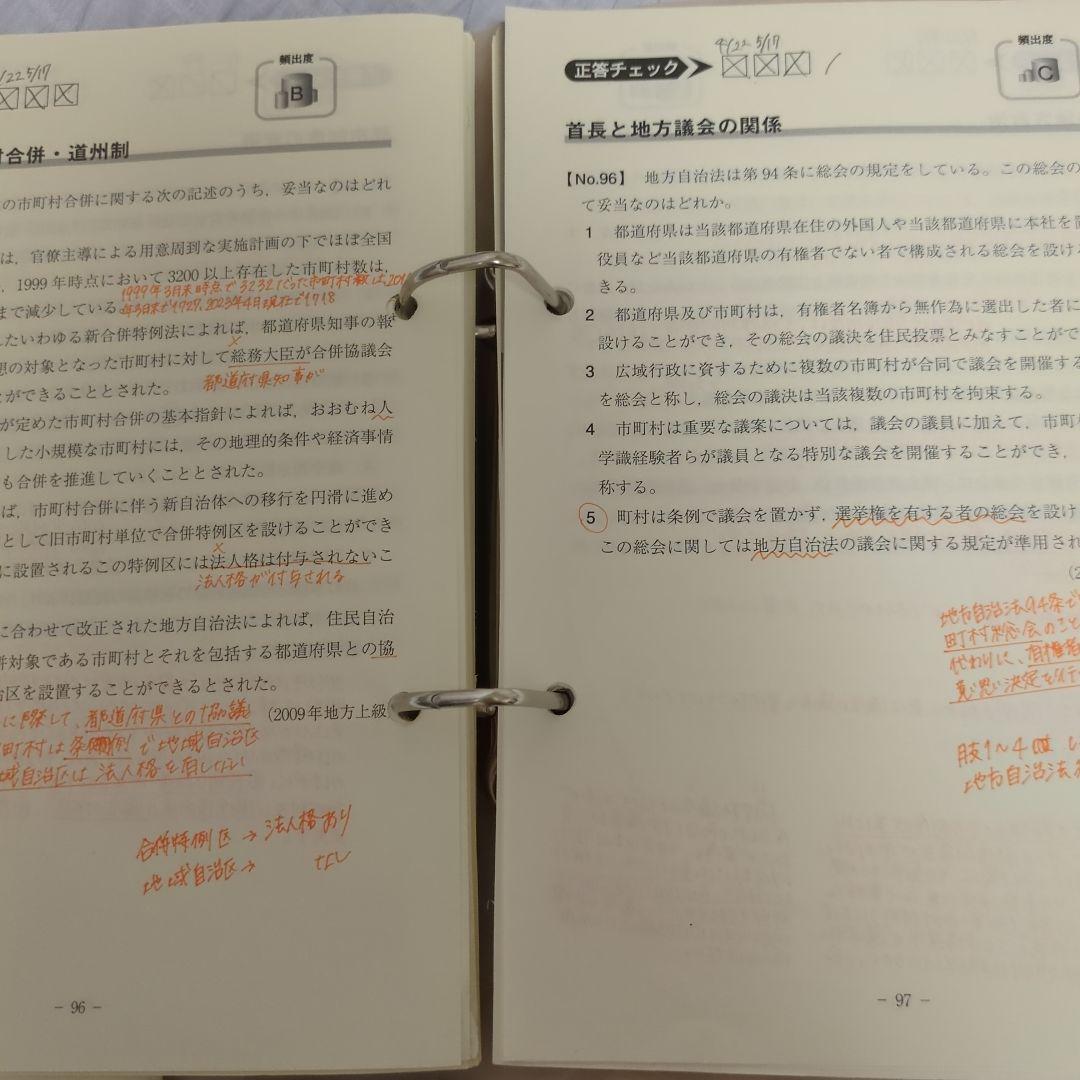 /22 5/17
頻出度
B
村合併・道州制
の市町村合併に関する次の記述のうち，妥当なのはどれ
は，官僚主導による用意周到な実施計画の下でほぼ全国
，1999年時点において3200以上存在した市町村数は，
まで減少している。
1999年3月末時点で3232だった市町村数は、201
年3月末で1727、2023年4月現在で1718
たいわゆる新合併特例法によれば，都道府県知事の報
想の対象となった市町村に対して総務大臣が合併協議会
×
とができることとされた。
都道府県知事が
が定めた市町村合併の基本指針によれば，おおむね人
した小規模な市町村には，その地理的条件や経済事情
も合併を推進していくこととされた。
ば，市町村合併に伴う新自治体への移行を円滑に進め
として旧市町村単位で合併特例区を設けることができ
に設置されるこの特例区には法人格は付与されないこ
×
法人格が付与される
に合わせて改正された地方自治法によれば，住民自治
併対象である市町村とそれを包括する都道府県との協
治区を設置することができるとされた。
(2009年地方上級)
に際して、都道府県との協議
町村は条例で地域自治区
域自治区は法人格を有しない
合併特例区→法人格あり
地域自治区→ なし
- 96 -
4/22 5/17
正答チェック
頻出度
C
首長と地方議会の関係
【No.96】 地方自治法は第94条に総会の規定をしている。この総会の
て妥当なのはどれか。
1 都道府県は当該都道府県在住の外国人や当該都道府県に本社を置
役員など当該都道府県の有権者でない者で構成される総会を設け
きる。
2 都道府県及び市町村は，有権者名簿から無作為に選出した者に
設けることができ，その総会の議決を住民投票とみなすことがで
3 広域行政に資するために複数の市町村が合同で議会を開催する
を総会と称し，総会の議決は当該複数の市町村を拘束する。
4 市町村は重要な議案については，議会の議員に加えて，市町村
学識経験者らが議員となる特別な議会を開催することができ，
称する。
5 町村は条例で議会を置かず，選挙権を有する者の総会を設け
この総会に関しては地方自治法の議会に関する規定が準用され
(2
地方自治法94条で
町村総会のこと
代わりに、有権者
意思決定を行
肢1〜4
地方自治法
- 97 -